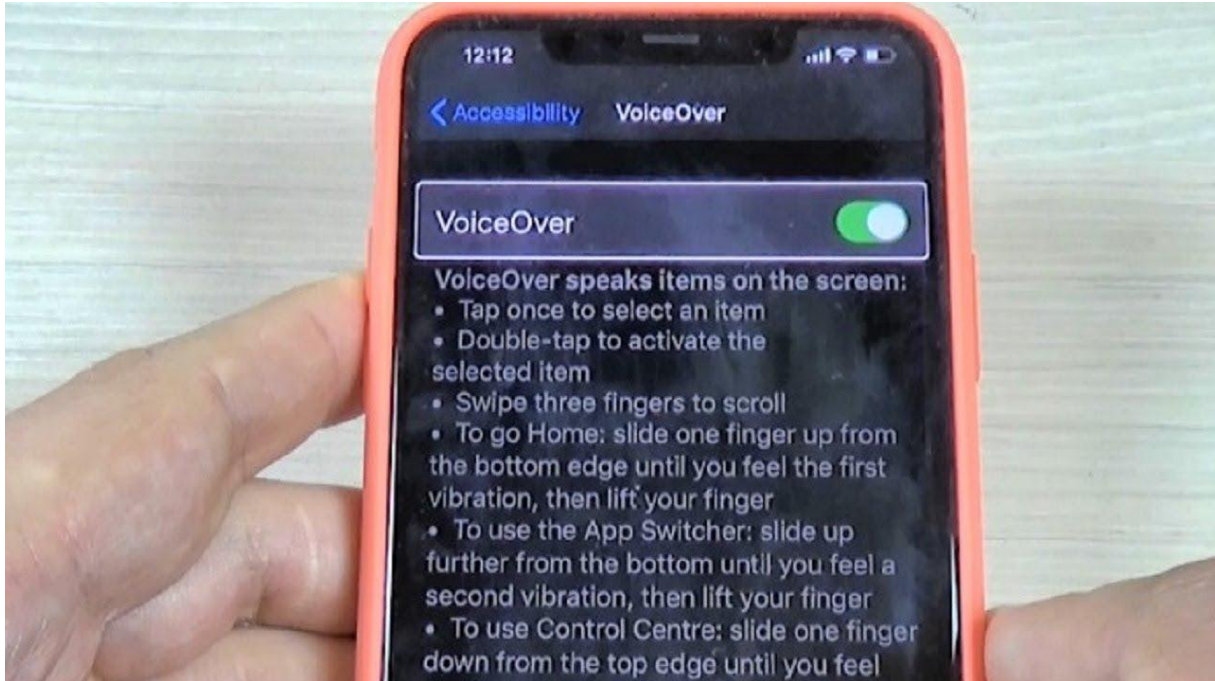 12:12
Accessibility VoiceOver
VoiceOver
VoiceOver speaks items on the screen:
• Tap once to select an item
• Double-tap to activate the
selected item
• Swipe three fingers to scroll
• To go Home: slide one finger up from
the bottom edge until you feel the first
vibration, then lift your finger
• To use the App Switcher: slide up
further from the bottom until you feel a
second vibration, then lift your finger
• To use Control Centre: slide one finger
down from the top edge until you feel